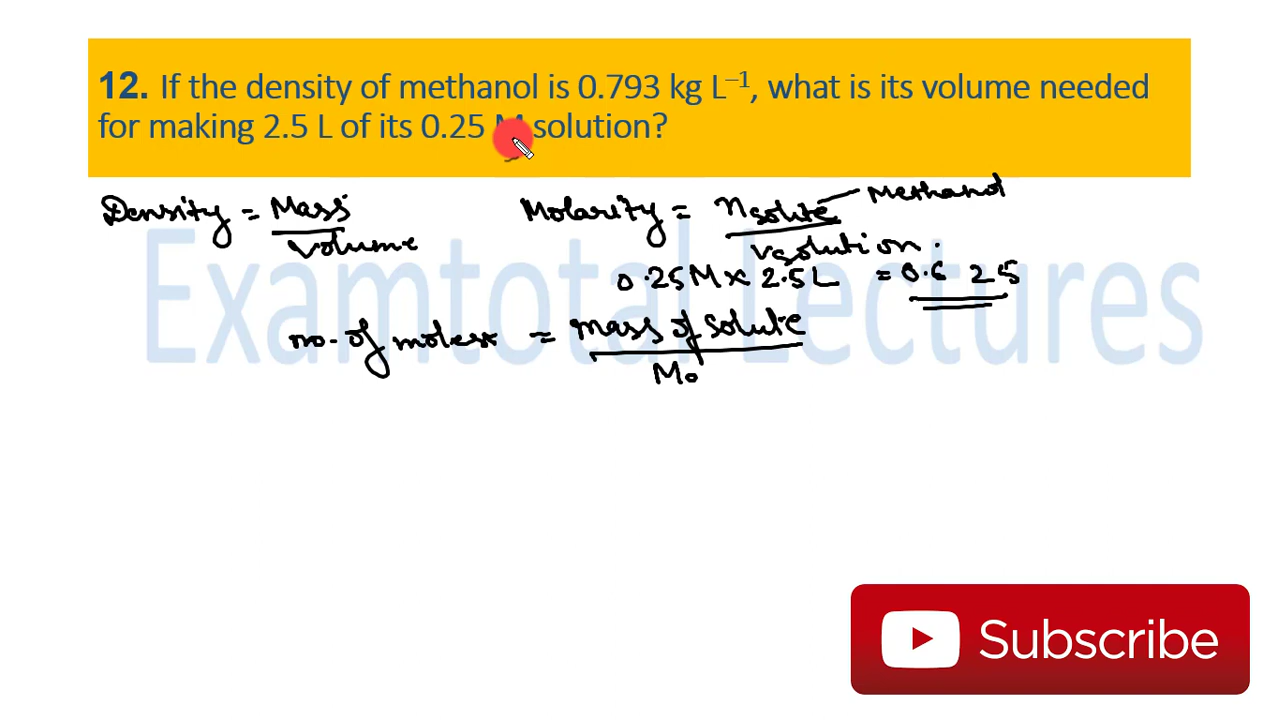 12. If the density of methanol is 0.793 kg L⁻¹, what is its volume needed
for making 2.5 L of its 0.25 M solution?
Density = Mass / Volume
Molarity = n solute / V solution.
Methanol
0.25 M × 2.5 L = 0.625
no. of moles = mass of solute / Mo
Examtotal Lectures
Subscribe